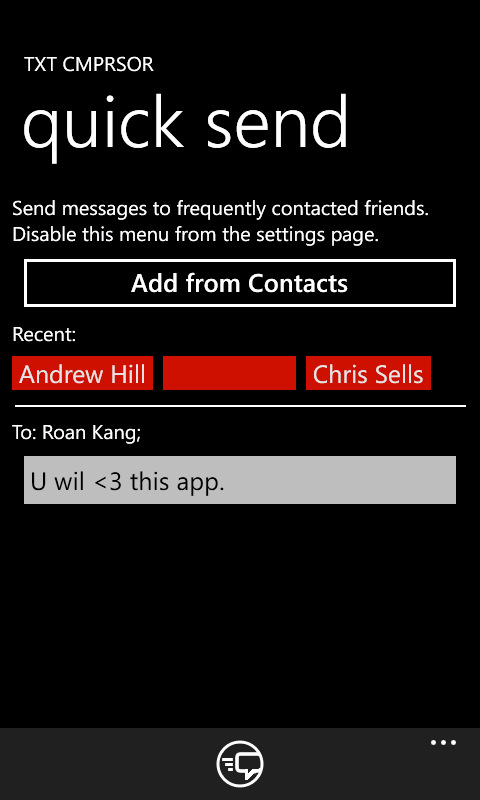 TXT CMPRSOR
quick send
Send messages to frequently contacted friends.
Disable this menu from the settings page.
Add from Contacts
Recent:
Andrew Hill Chris Sells
To: Roan Kang;
U wil <3 this app.